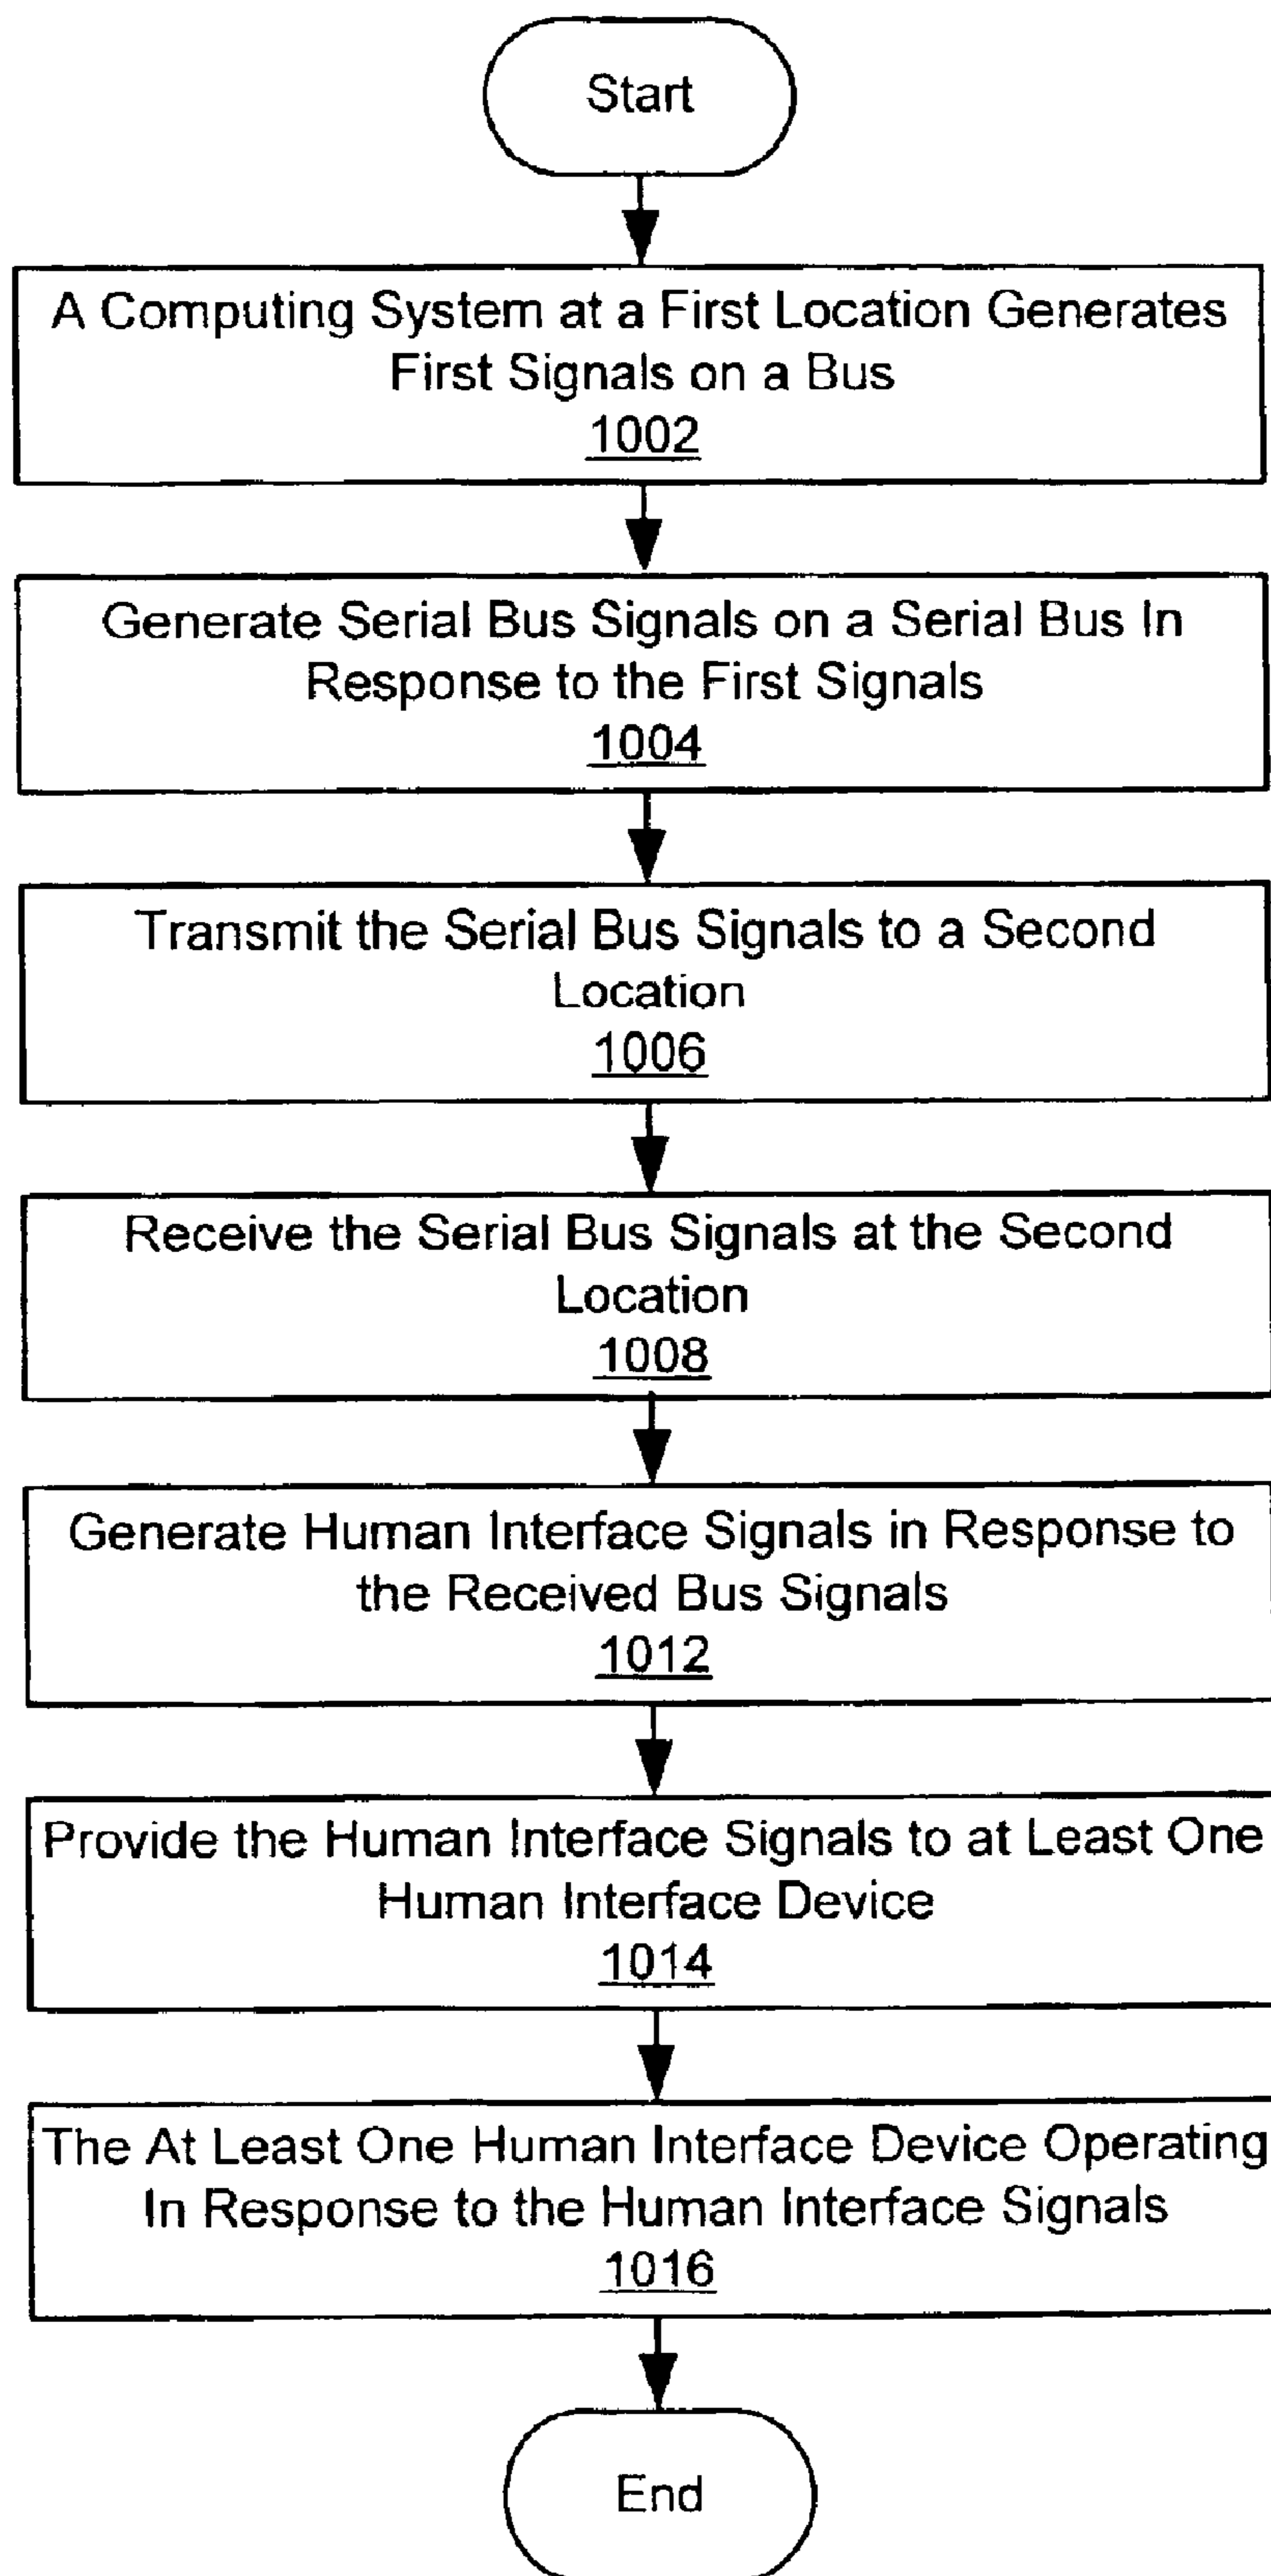 Start
A Computing System at a First Location Generates
First Signals on a Bus
1002
Generate Serial Bus Signals on a Serial Bus In
Response to the First Signals
1004
Transmit the Serial Bus Signals to a Second
Location
1006
Receive the Serial Bus Signals at the Second
Location
1008
Generate Human Interface Signals in Response to
the Received Bus Signals
1012
Provide the Human Interface Signals to at Least One
Human Interface Device
1014
The At Least One Human Interface Device Operating
In Response to the Human Interface Signals
1016
End